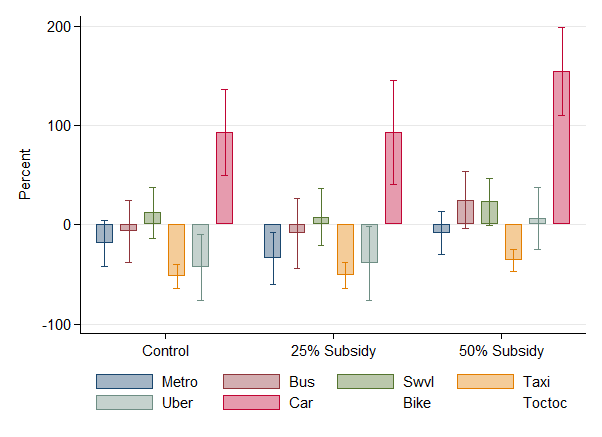 200
100
0
-100
Percent
Control 25% Subsidy 50% Subsidy
Metro Bus Swvl Taxi
Uber Car Bike Toctoc